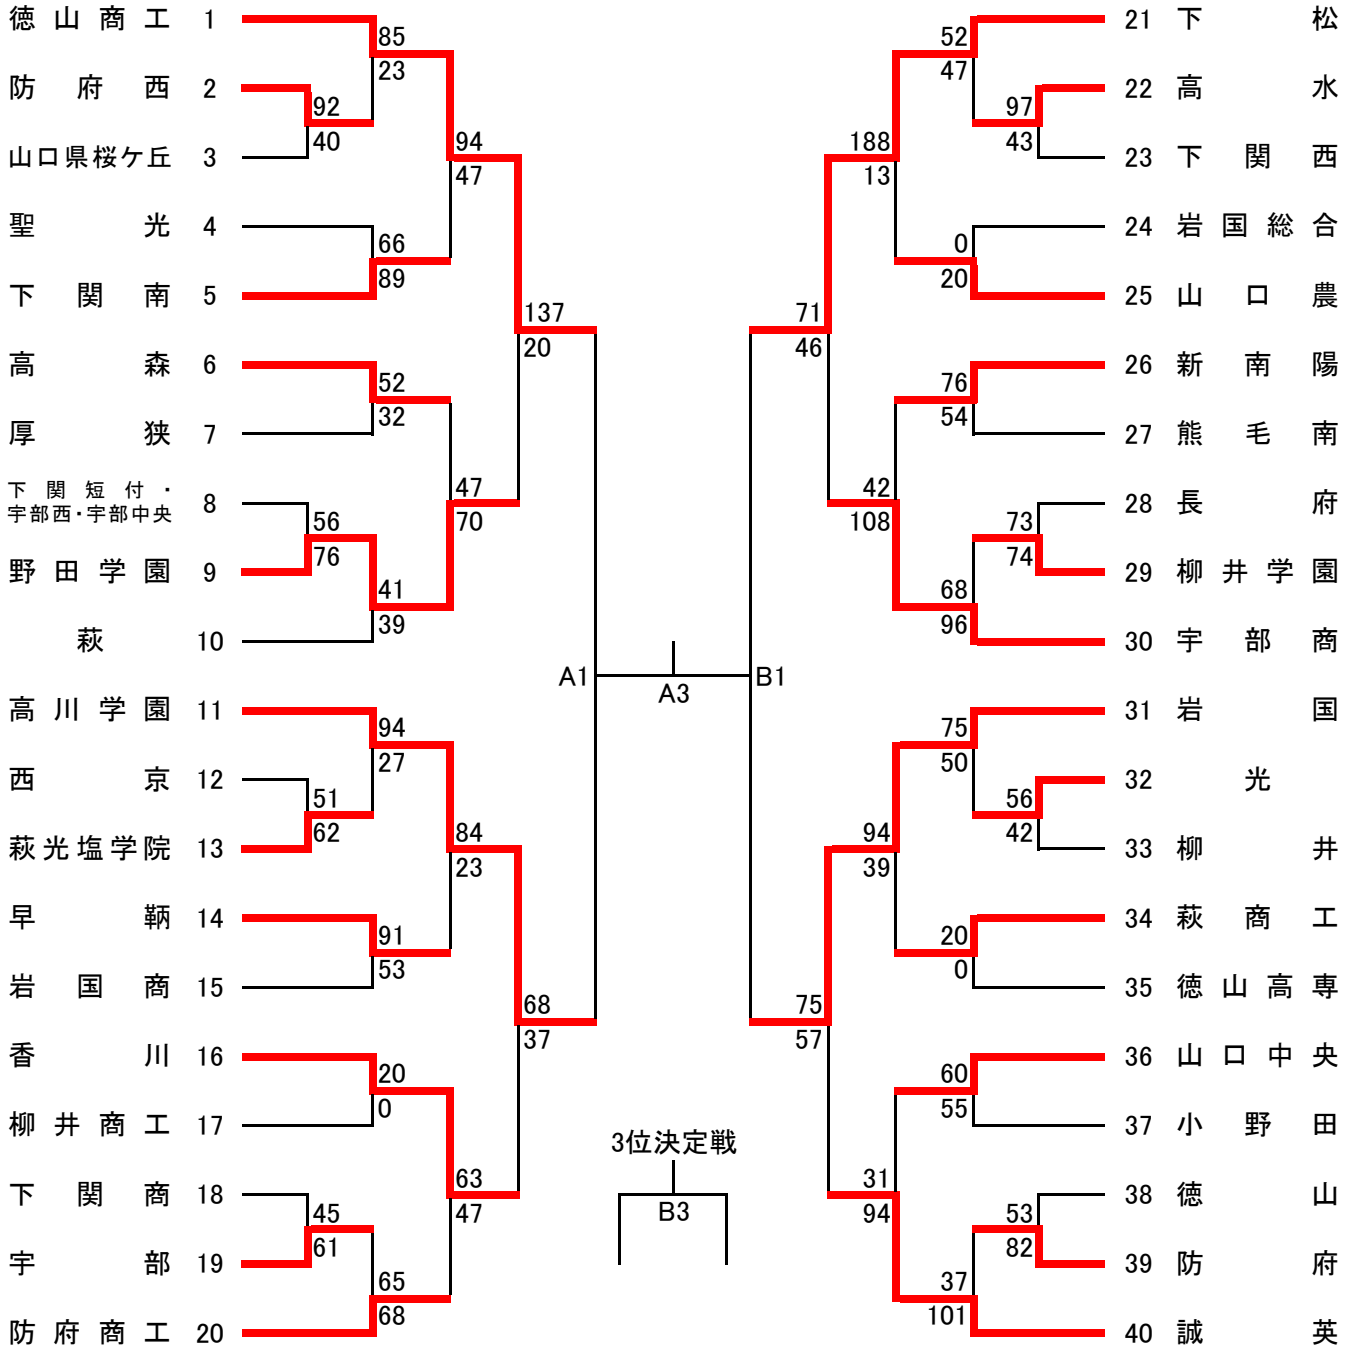 徳山商工 1
防府西 2
山口県桜ケ丘 3
聖光 4
下関南 5
高森 6
厚狭 7
下関短付・
宇部西・宇部中央 8
野田学園 9
萩 10
高川学園 11
西京 12
萩光塩学院 13
早鞆 14
岩国商 15
香川 16
柳井商工 17
下関商 18
宇部 19
防府商工 20
85
23
92
40
94
47
66
89
137
20
52
32
47
70
56
76
41
39
94
27
51
62
84
23
91
53
68
37
20
0
63
47
45
61
65
68
A1
A3
B1
3位決定戦
B3
52
47
97
43
188
13
0
20
71
46
76
54
42
108
73
74
68
96
75
50
56
42
94
39
20
0
75
57
60
55
31
94
53
82
37
101
21 下松
22 高水
23 下関西
24 岩国総合
25 山口農
26 新南陽
27 熊毛南
28 長府
29 柳井学園
30 宇部商
31 岩国
32 光
33 柳井
34 萩商工
35 徳山高専
36 山口中央
37 小野田
38 徳山
39 防府
40 誠英